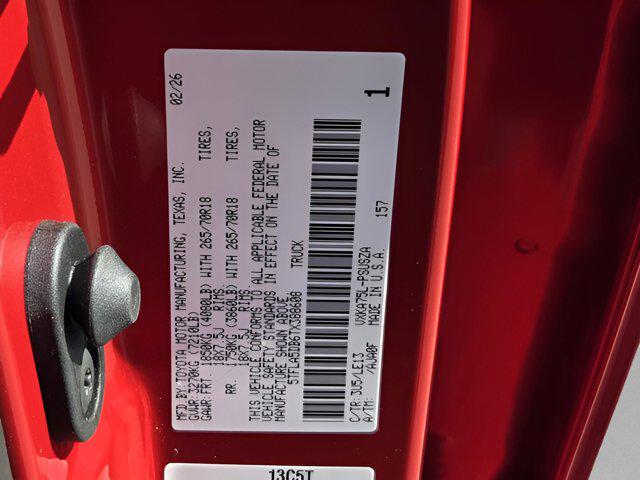 MFD. BY: TOYOTA MOTOR MANUFACTURING, TEXAS, INC. 02/26
GVWR: 3270KG (7210LB)
GAWR: FRT 1850KG (4080LB) WITH 265/70R18 TIRES,
18X7.5J RIMS,
RR. 1750KG (3860LB) WITH 265/70R18 TIRES,
18X7.5J RIMS.
THIS VEHICLE CONFORMS TO ALL APPLICABLE FEDERAL MOTOR
VEHICLE SAFETY STANDARDS IN EFFECT ON THE DATE OF
MANUFACTURE SHOWN ABOVE.
5TFLA5DB067X388606 TRUCK
C/TR: 3U5/LE13 VXKA75L-PSUSZA 157 1
A/TM: /AJA0F MADE IN U.S.A.
13C5T